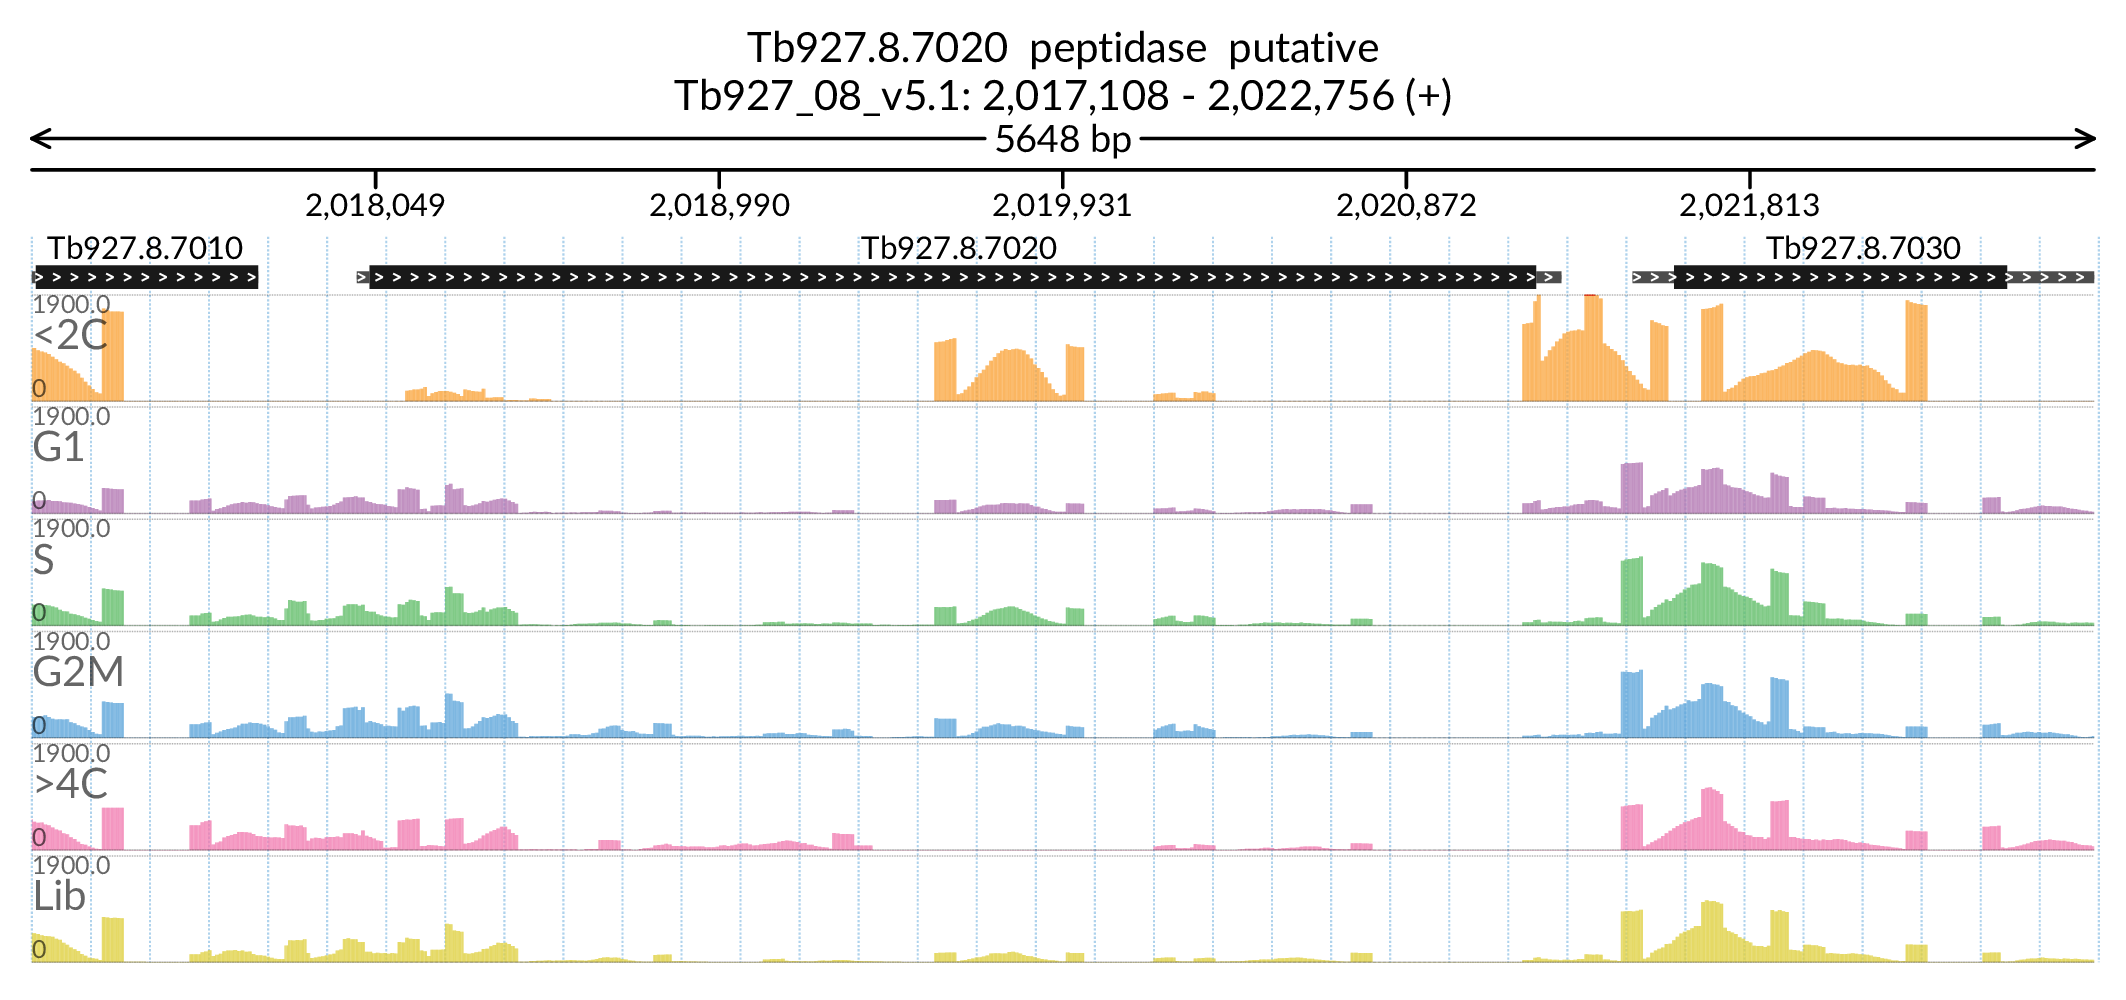 Tb927.8.7020 peptidase putative
Tb927_08_v5.1: 2,017,108 - 2,022,756 (+)
5648 bp
2,018,049 2,018,990 2,019,931 2,020,872 2,021,813
Tb927.8.7010 Tb927.8.7020 Tb927.8.7030
1900.0
<2C
0
1900.0
G1
0
1900.0
S
0
1900.0
G2M
0
1900.0
>4C
0
1900.0
Lib
0